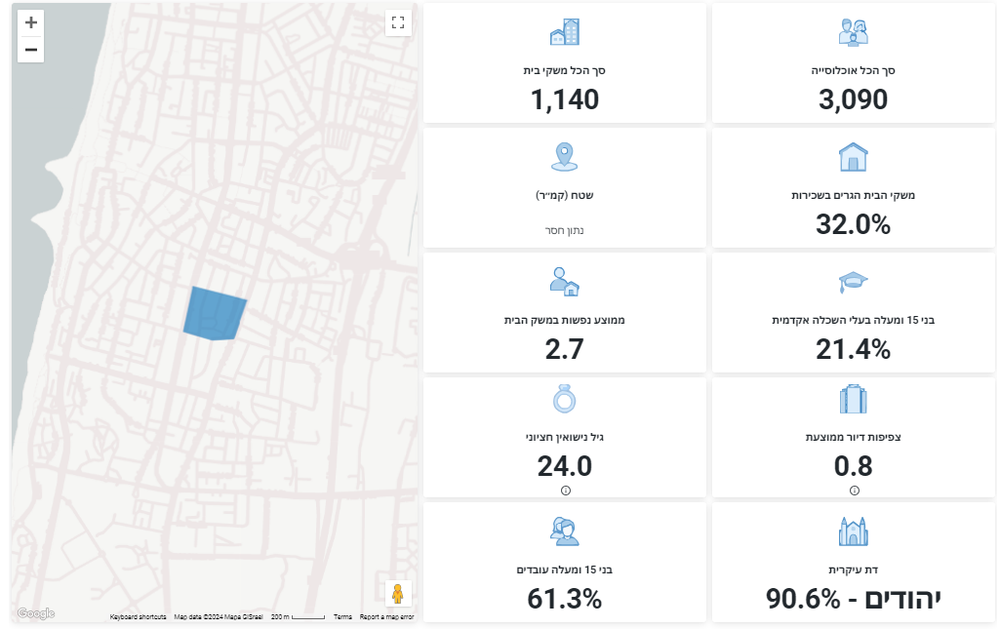 סך הכל אוכלוסייה
3,090
סך הכל משקי בית
1,140
משקי הבית הגרים בשכירות
32.0%
שטח (קמ״ר)
נתון חסר
בני 15 ומעלה בעלי השכלה אקדמית
21.4%
ממוצע נפשות במשק הבית
2.7
צפיפות דיור ממוצעת
0.8
גיל נישואין חציוני
24.0
דת עיקרית
יהודים - 90.6%
בני 15 ומעלה עובדים
61.3%
+
−
Google
Keyboard shortcuts Map data ©2024 Mapa GISrael 200 m Terms Report a map error